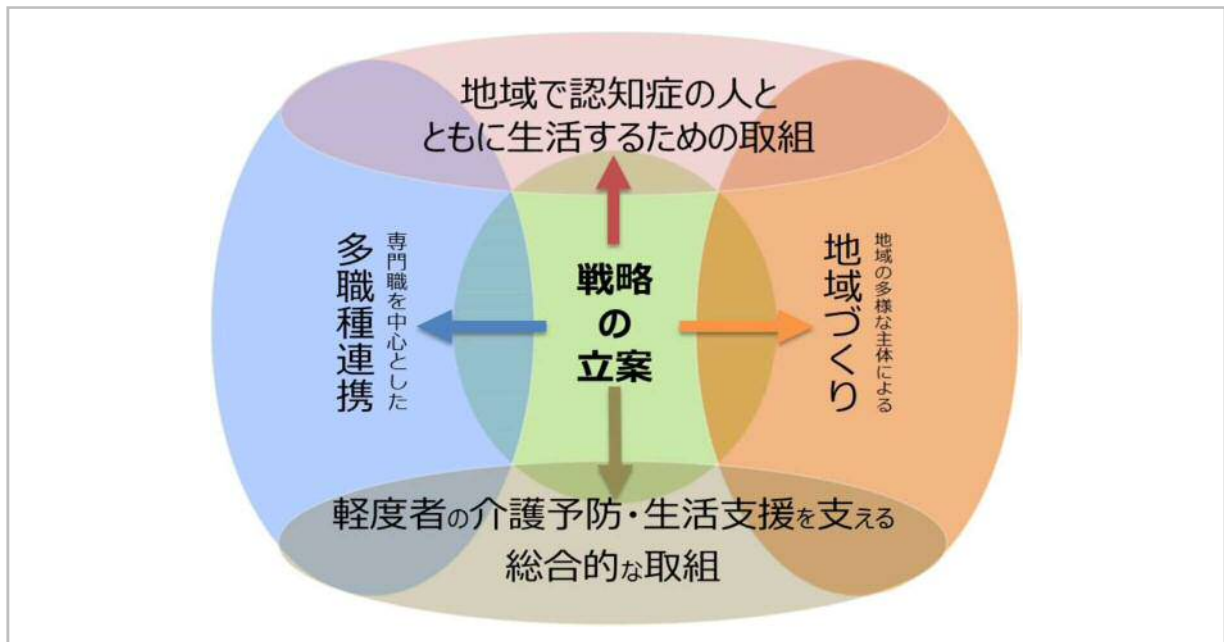 地域で認知症の人と
ともに生活するための取組
専門職を中心とした
多職種連携
戦略
の
立案
地域の多様な主体による
地域づくり
軽度者の介護予防・生活支援を支える
総合的な取組